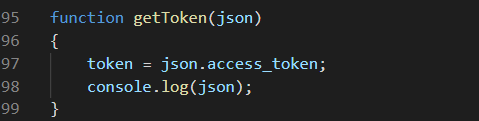 95 function getToken(json)
96 {
97 token = json.access_token;
98 console.log(json);
99 }